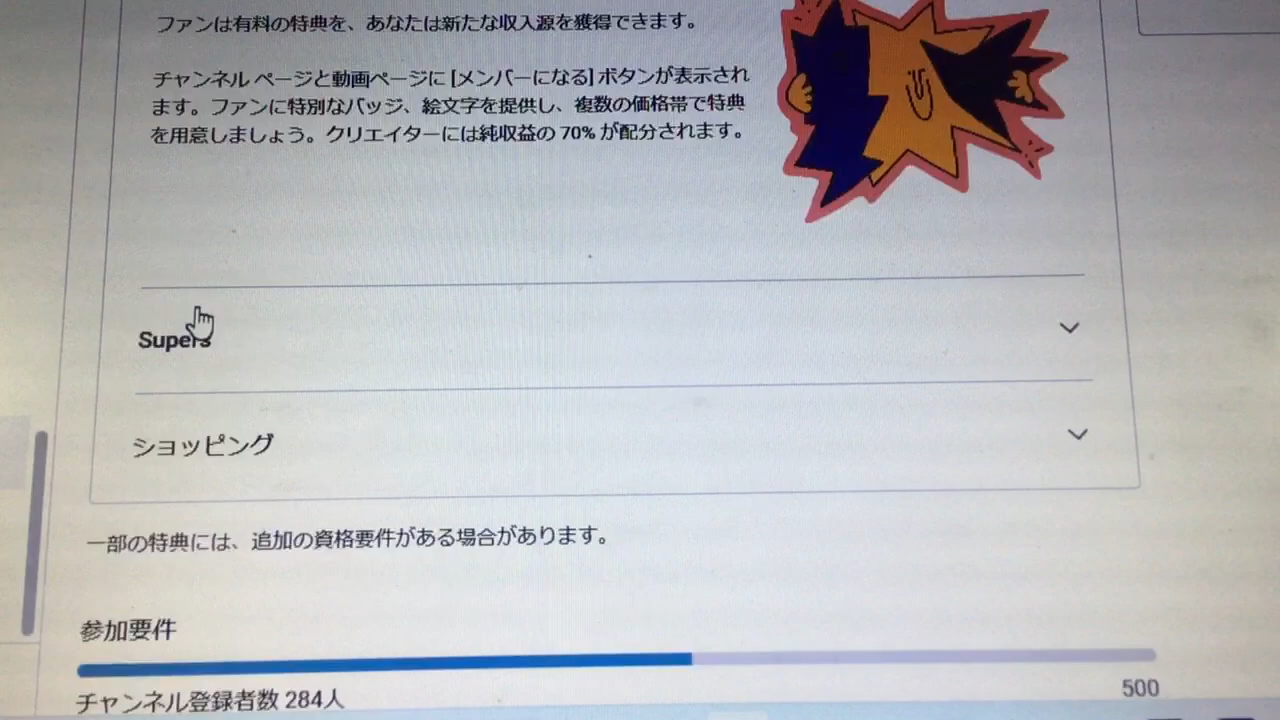 ファンは有料の特典を、あなたは新たな収入源を獲得できます。
チャンネル ページと動画ページに [メンバーになる] ボタンが表示され
ます。ファンに特別なバッジ、絵文字を提供し、複数の価格帯で特典
を用意しましょう。クリエイターには純収益の 70% が配分されます。
Supers
ショッピング
一部の特典には、追加の資格要件がある場合があります。
参加要件
チャンネル登録者数 284人
500